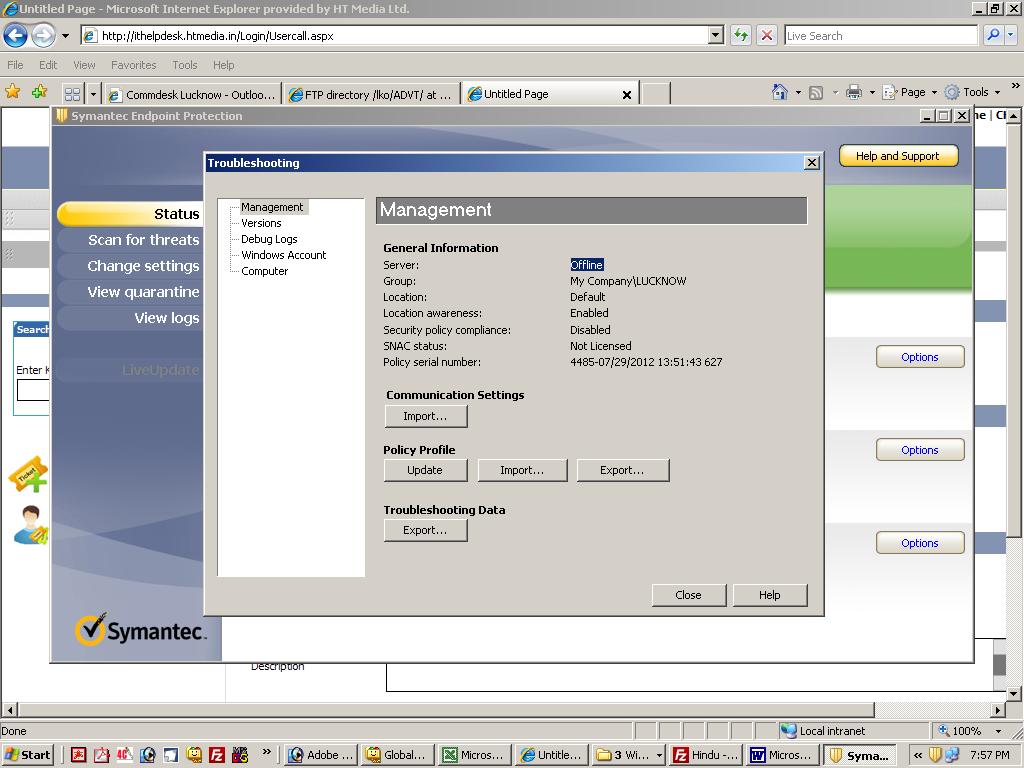 Untitled Page - Microsoft Internet Explorer provided by HT Media Ltd.
http://ithelpdesk.htmedia.in/Login/Usercall.aspx
Live Search
File Edit View Favorites Tools Help
Commdesk Lucknow - Outloo...
FTP directory /lko/ADVT/ at ...
Untitled Page
Page
Tools
Symantec Endpoint Protection
Help and Support
Troubleshooting
Status
Scan for threats
Change settings
View quarantine
View logs
LiveUpdate
Search
Enter K
Ticket
Management
Versions
Debug Logs
Windows Account
Computer
Management
General Information
Server: Offline
Group: My Company\LUCKNOW
Location: Default
Location awareness: Enabled
Security policy compliance: Disabled
SNAC status: Not Licensed
Policy serial number: 4485-07/29/2012 13:51:43 627
Communication Settings
Import...
Policy Profile
Update Import... Export...
Troubleshooting Data
Export...
Close Help
Options
Options
Options
Symantec.
Description
Done
Local intranet
100%
Start
Adobe ...
Global...
Micros...
Untitle...
3 Wi...
Hindu -...
Micros...
Syma...
7:57 PM